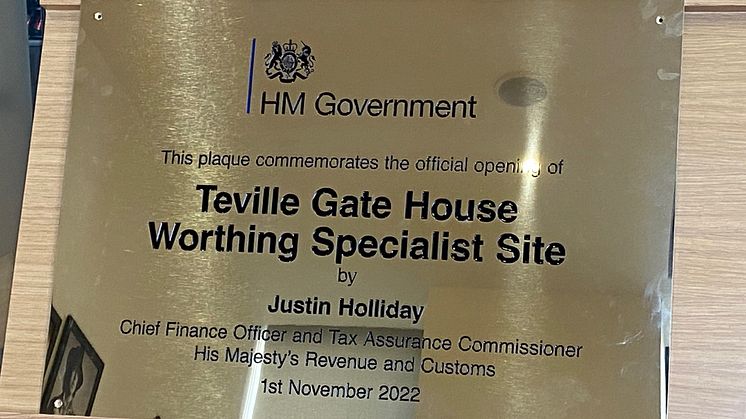 HM Government
This plaque commemorates the official opening of
Teville Gate House
Worthing Specialist Site
by
Justin Holliday
Chief Finance Officer and Tax Assurance Commissioner
His Majesty's Revenue and Customs
1st November 2022